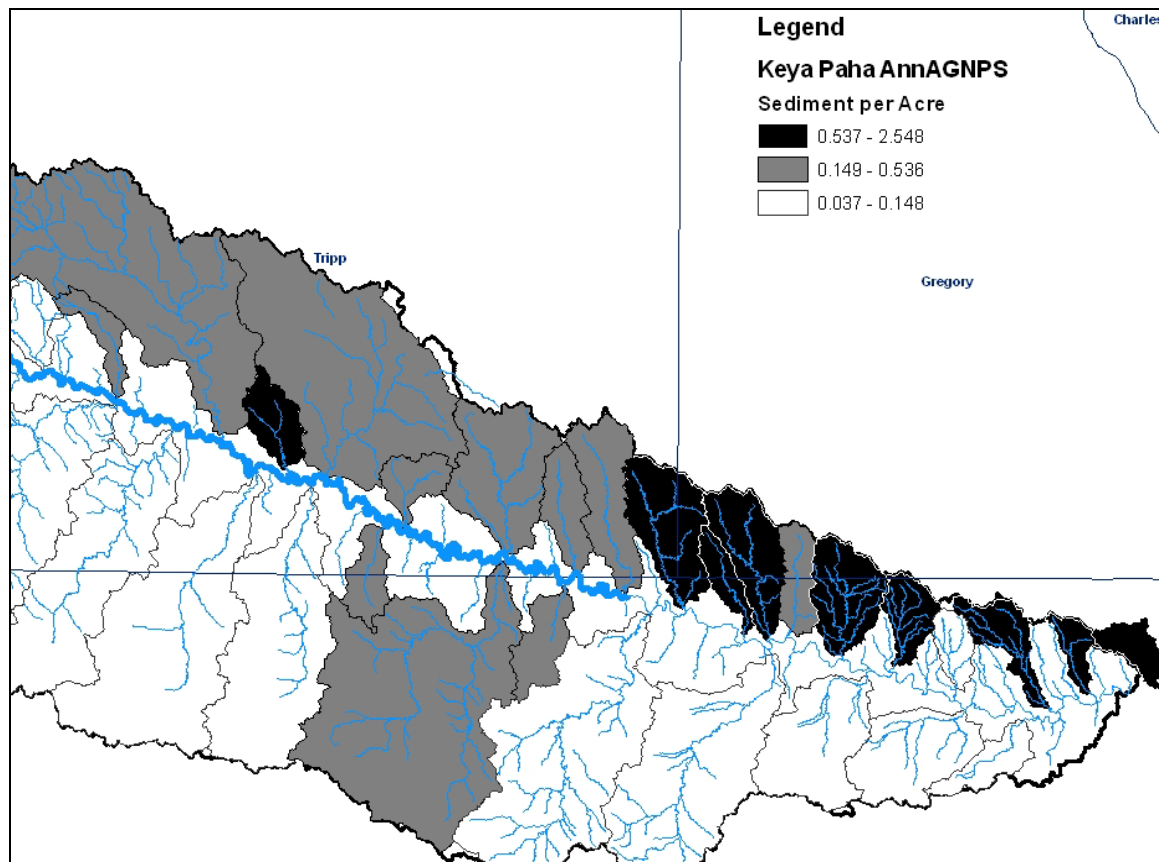 Legend
Charles
Keya Paha AnnAGNPS
Sediment per Acre
0.537 - 2.548
0.149 - 0.536
0.037 - 0.148
Tripp
Gregory